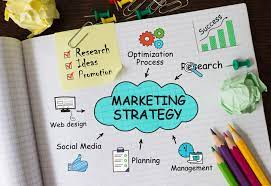 Research
Ideas
Promotion
Optimization
Process
SUCCESS
Research
MARKETING
STRATEGY
Web design
Social Media
Planning
Management